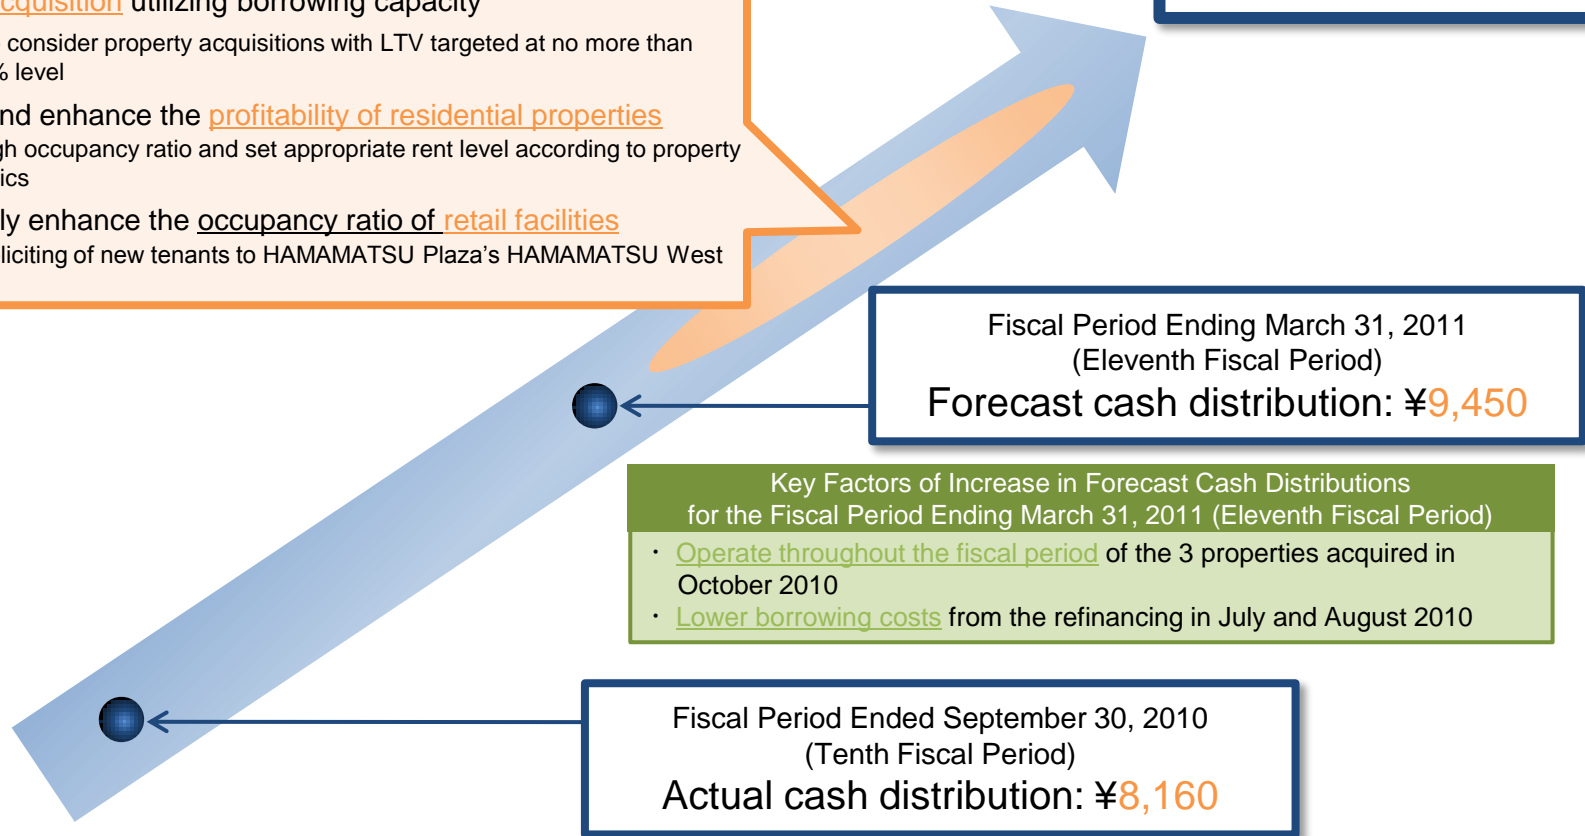 acquisition utilizing borrowing capacity
consider property acquisitions with LTV targeted at no more than
% level
and enhance the profitability of residential properties
occupancy ratio and set appropriate rent level according to property
enhance the occupancy ratio of retail facilities
of new tenants to HAMAMATSU Plaza’s HAMAMATSU West
Fiscal Period Ending March 31, 2011
(Eleventh Fiscal Period)
Forecast cash distribution: ¥9,450
Key Factors of Increase in Forecast Cash Distributions
for the Fiscal Period Ending March 31, 2011 (Eleventh Fiscal Period)
・ Operate throughout the fiscal period of the 3 properties acquired in
October 2010
・ Lower borrowing costs from the refinancing in July and August 2010
Fiscal Period Ended September 30, 2010
(Tenth Fiscal Period)
Actual cash distribution: ¥8,160